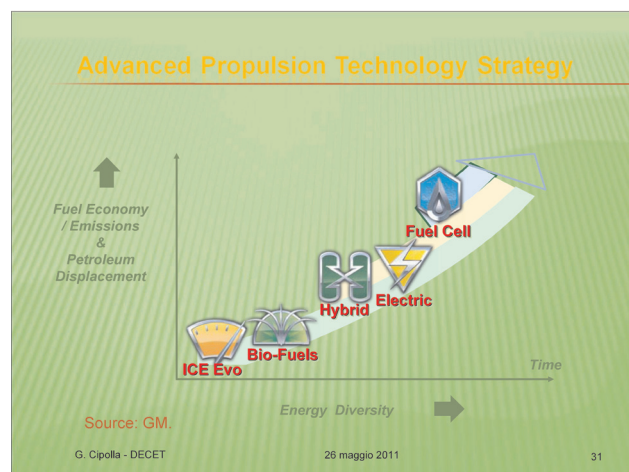 Advanced Propulsion Technology Strategy
Fuel Economy
/ Emissions
&
Petroleum
Displacement
Fuel Cell
Electric
Hybrid
Bio-Fuels
ICE Evo
Time
Energy Diversity
Source: GM.
G. Cipolla - DECET
26 maggio 2011
31